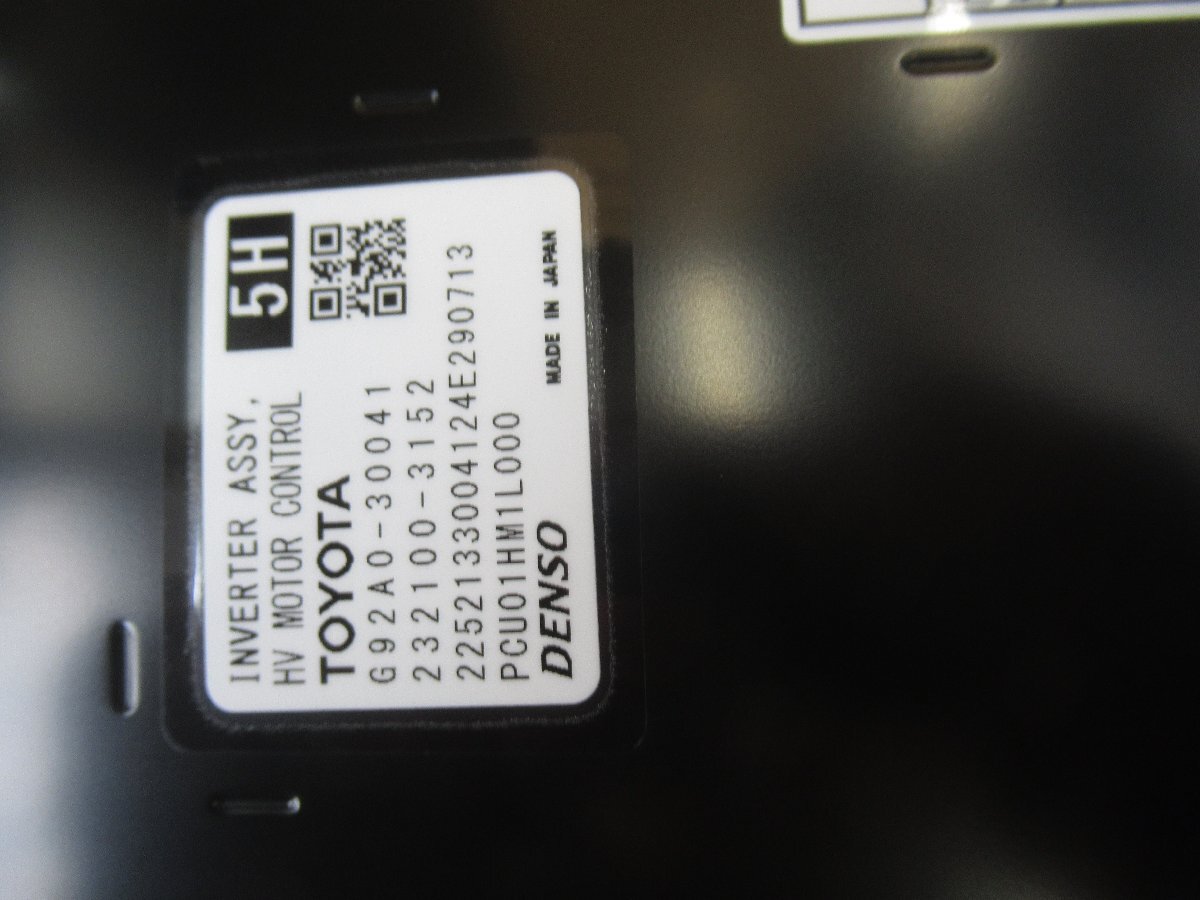 INVERTER ASSY,
HV MOTOR CONTROL
5H
TOYOTA
G92A0-30041
232100-3152
2252133004124E290713
PCU01HM1L000
DENSO
MADE IN JAPAN